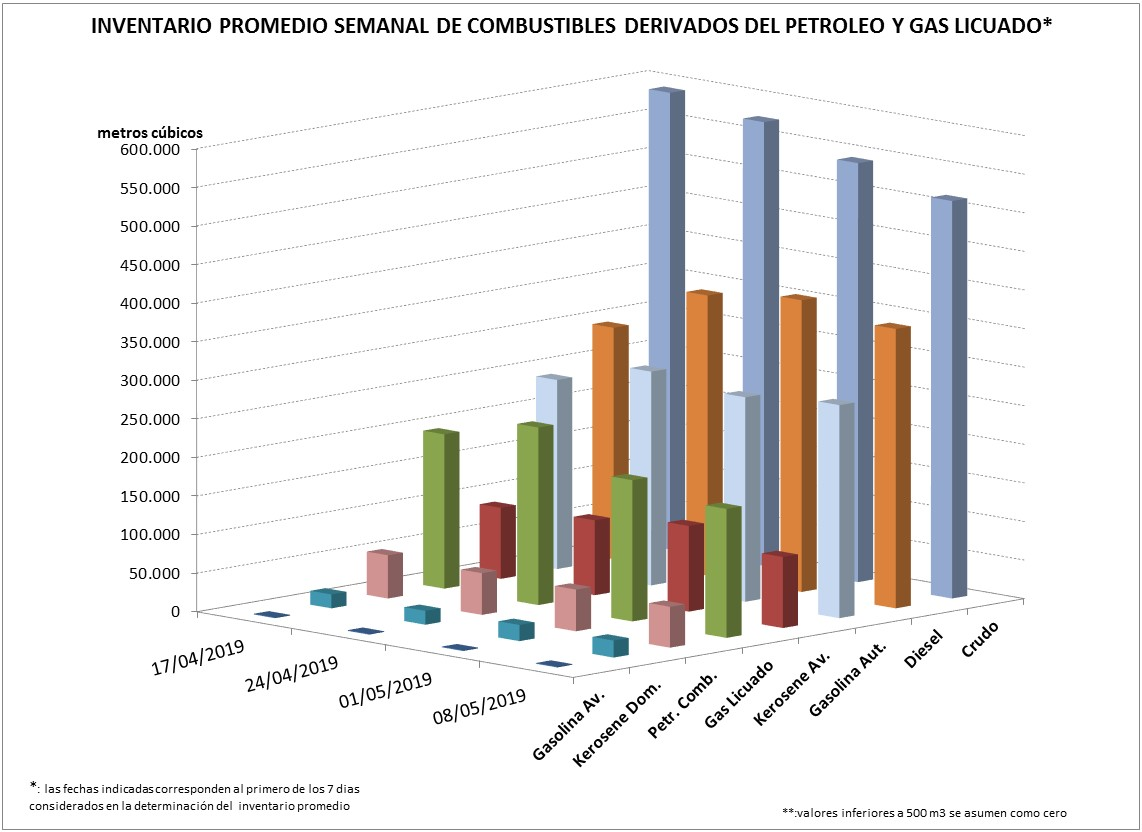 INVENTARIO PROMEDIO SEMANAL DE COMBUSTIBLES DERIVADOS DEL PETROLEO Y GAS LICUADO*
metros cúbicos
600.000
550.000
500.000
450.000
400.000
350.000
300.000
250.000
200.000
150.000
100.000
50.000
0
17/04/2019
24/04/2019
01/05/2019
08/05/2019
Gasolina Av.
Kerosene Dom.
Petr. Comb.
Gas Licuado
Kerosene Av.
Gasolina Aut.
Diesel
Crudo
*: las fechas indicadas corresponden al primero de los 7 dias
considerados en la determinación del inventario promedio
**:valores inferiores a 500 m3 se asumen como cero